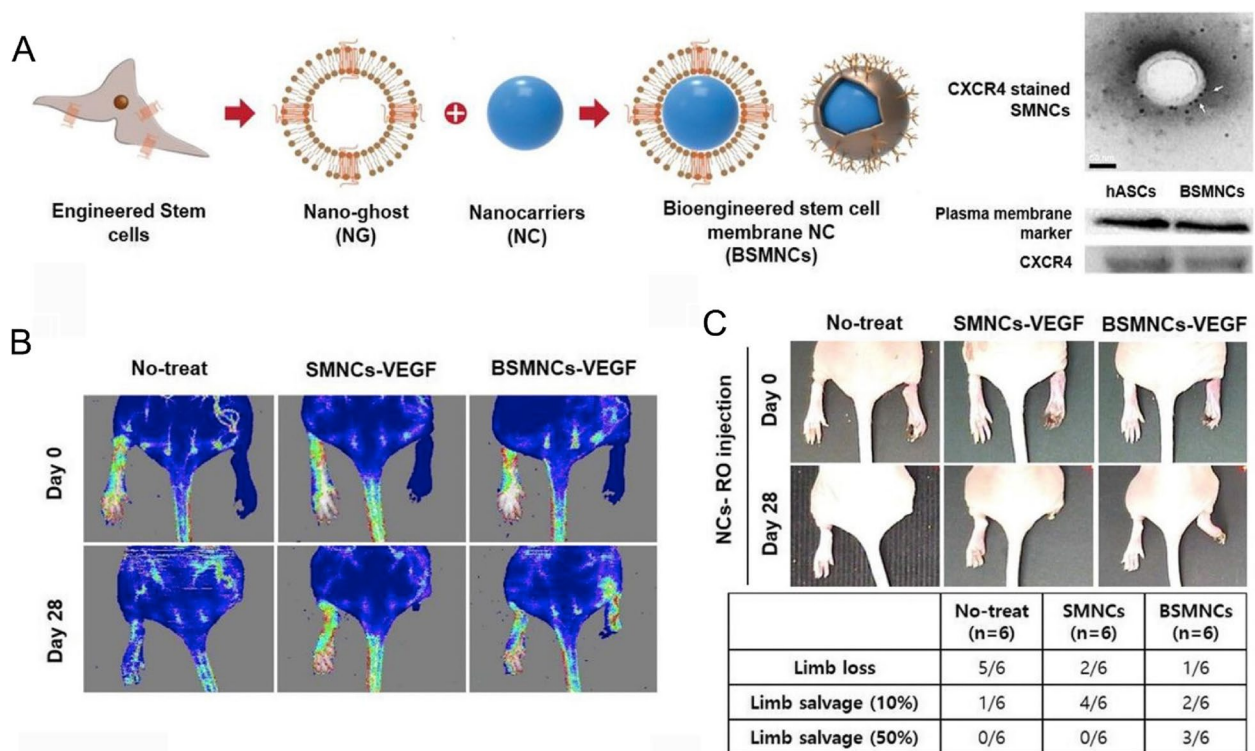 A
Engineered Stem
cells
Nano-ghost
(NG)
Nanocarriers
(NC)
Bioengineered stem cell
membrane NC
(BSMNCs)
CXCR4 stained
SMNCs
hASCs BSMNCs
Plasma membrane
marker
CXCR4
B
No-treat SMNCs-VEGF BSMNCs-VEGF
Day 0
Day 28
C
No-treat SMNCs-VEGF BSMNCs-VEGF
NCs- RO injection
Day 0
Day 28
No-treat
(n=6)
SMNCs
(n=6)
BSMNCs
(n=6)
Limb loss 5/6 2/6 1/6
Limb salvage (10%) 1/6 4/6 2/6
Limb salvage (50%) 0/6 0/6 3/6